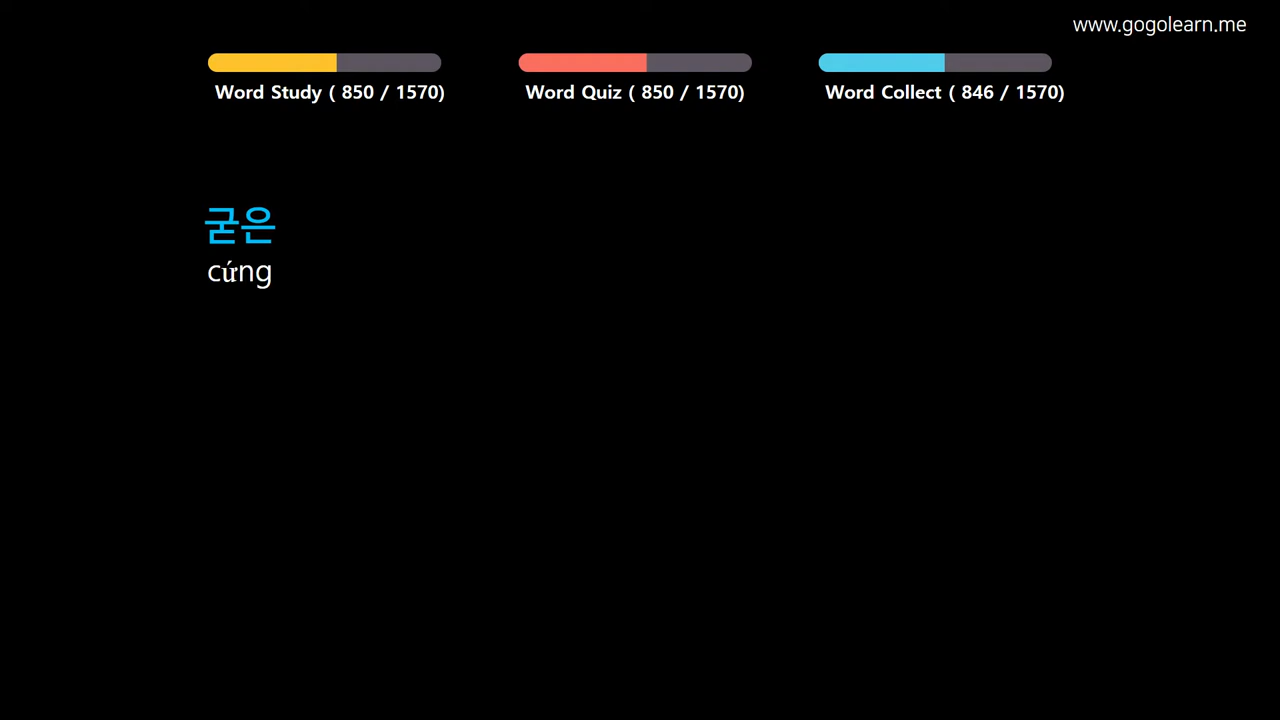 www.gogolearn.me
Word Study ( 850 / 1570)
Word Quiz ( 850 / 1570)
Word Collect ( 846 / 1570)
굳은
cứng